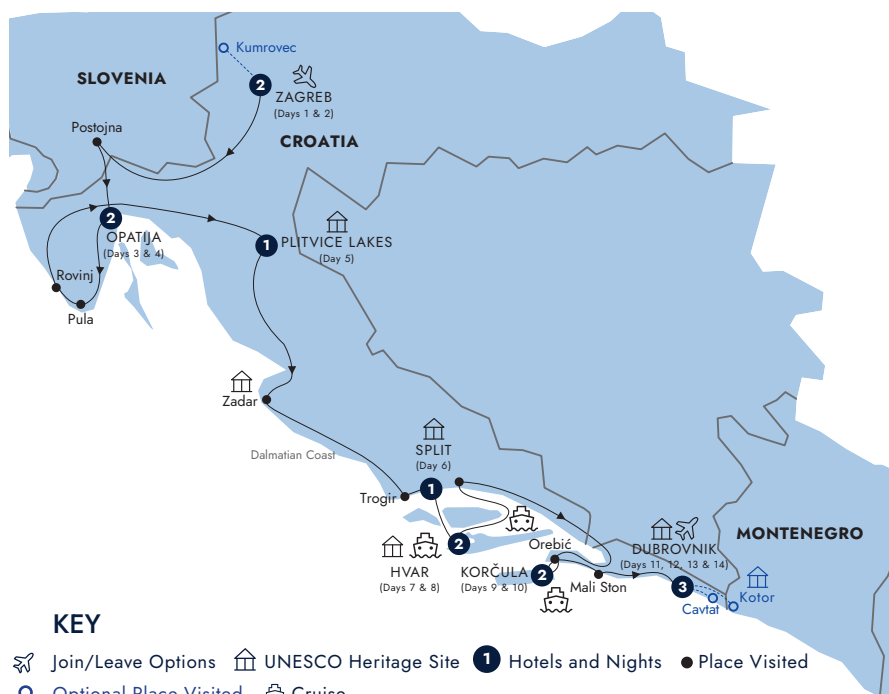 Kumrovec
SLOVENIA
2
ZAGREB
(Days 1 & 2)
Postojna
CROATIA
2
OPATIJA
(Days 3 & 4)
1
PLITVICE LAKES
(Day 5)
Rovinj
Pula
Zadar
Dalmatian Coast
SPLIT
(Day 6)
1
Trogir
2
HVAR
(Days 7 & 8)
Orebić
KORČULA
(Days 9 & 10)
2
Mali Ston
DUBROVNIK
(Days 11, 12, 13 & 14)
3
MONTENEGRO
Cavtat
Kotor
KEY
Join/Leave Options UNESCO Heritage Site 1 Hotels and Nights Place Visited
Optional Place Visited Cruise